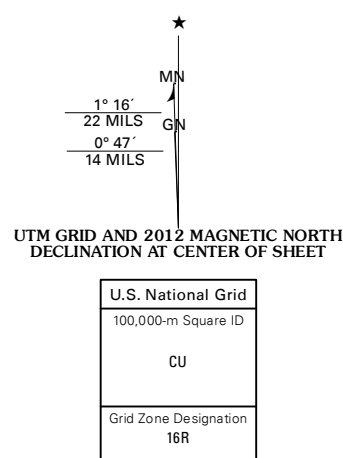 MN
1° 16´
22 MILS
GN
0° 47´
14 MILS
UTM GRID AND 2012 MAGNETIC NORTH
DECLINATION AT CENTER OF SHEET
U.S. National Grid
100,000-m Square ID
CU
Grid Zone Designation
16R